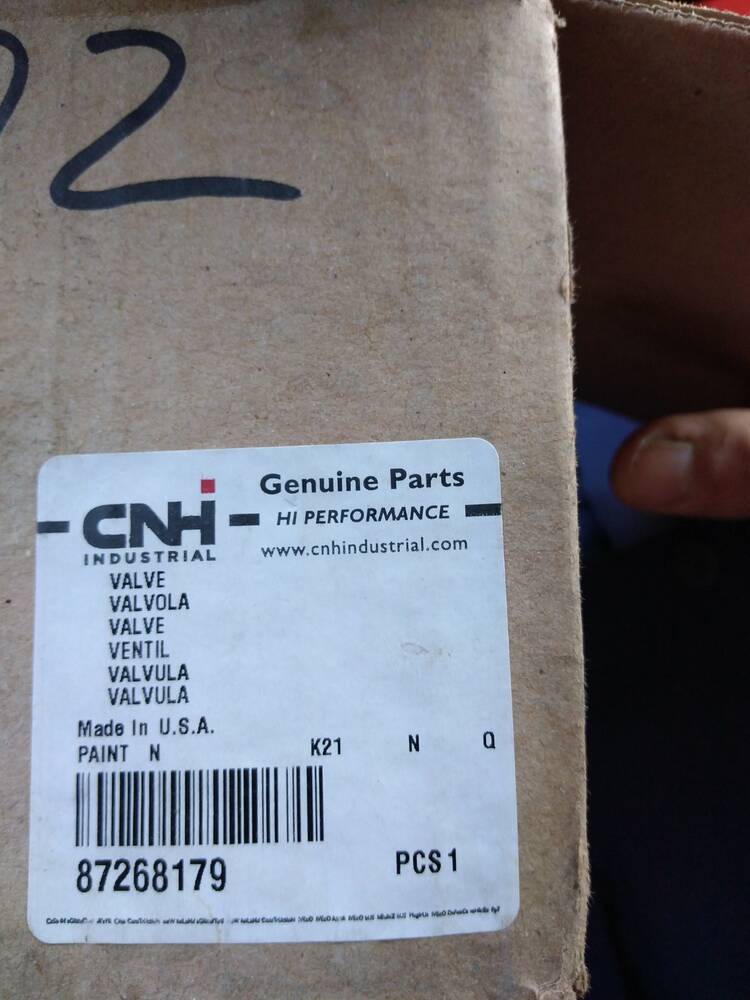 2
CNH
INDUSTRIAL
Genuine Parts
HI PERFORMANCE
www.cnhindustrial.com
VALVE
VALVOLA
VALVE
VENTIL
VALVULA
VALVULA
Made In U.S.A.
PAINT N K21 N Q
87268179
PCS 1